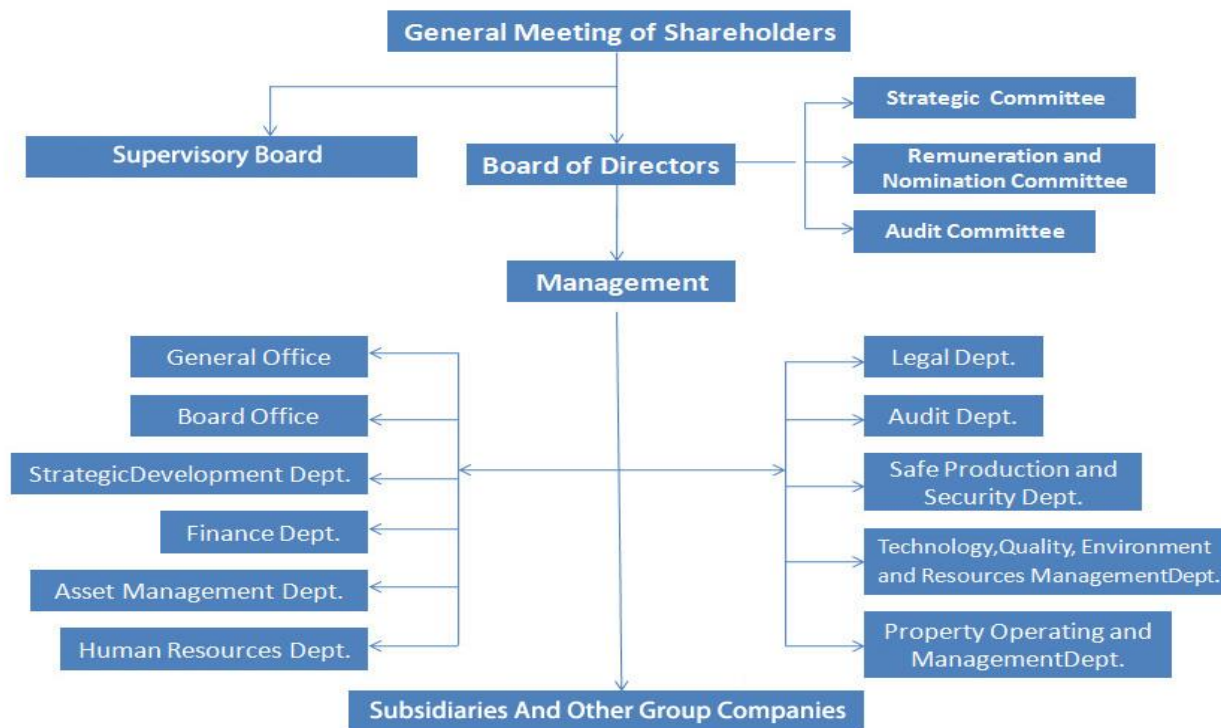 General Meeting of Shareholders
Strategic Committee
Supervisory Board
Board of Directors
Remuneration and
Nomination Committee
Audit Committee
Management
General Office
Board Office
StrategicDevelopment Dept.
Finance Dept.
Asset Management Dept.
Human Resources Dept.
Legal Dept.
Audit Dept.
Safe Production and
Security Dept.
Technology,Quality, Environment
and Resources ManagementDept.
Property Operating and
ManagementDept.
Subsidiaries And Other Group Companies